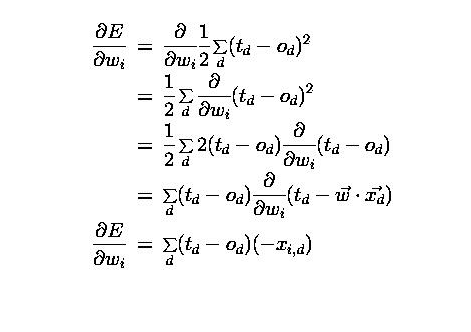 ∂E/∂w_i = ∂/∂w_i 1/2 ∑_d (t_d − o_d)^2
= 1/2 ∑_d ∂/∂w_i (t_d − o_d)^2
= 1/2 ∑_d 2(t_d − o_d) ∂/∂w_i (t_d − o_d)
= ∑_d (t_d − o_d) ∂/∂w_i (t_d − w⃗ · x⃗_d)
∂E/∂w_i = ∑_d (t_d − o_d)(−x_{i,d})